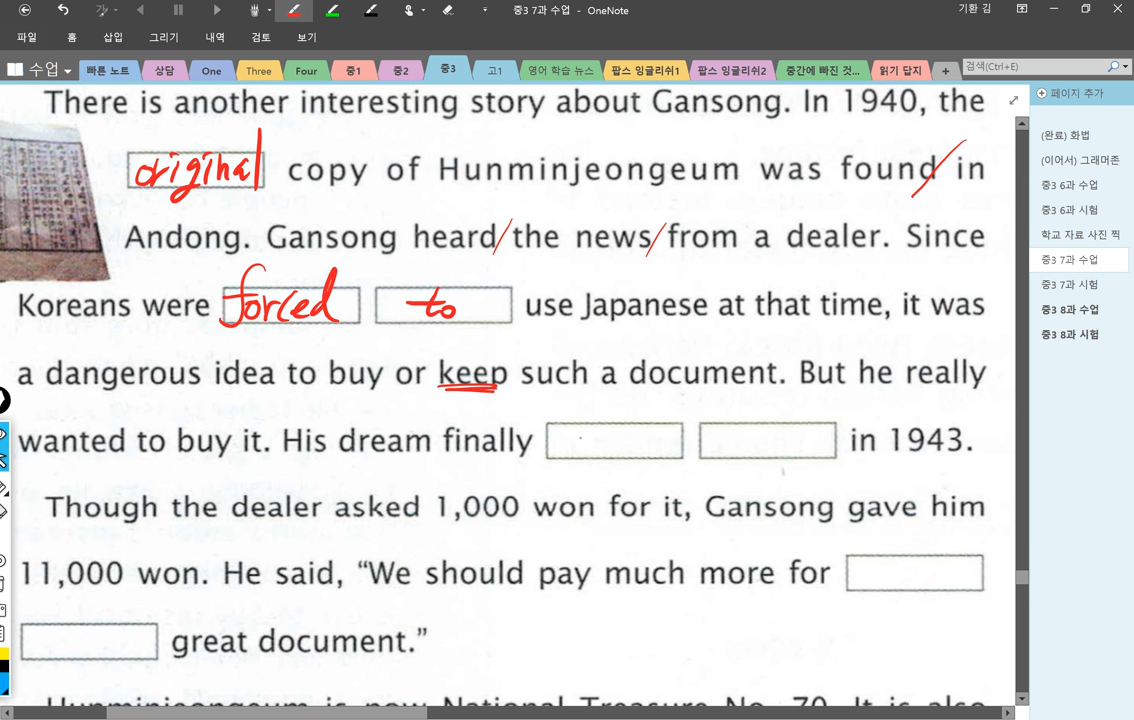 중3 7과 수업 - OneNote
기환 김
파일 홈 삽입 그리기 내역 검토 보기
수업 빠른 노트 상담 One Three Four 중1 중2 중3 고1 영어 학습 뉴스 팝스 잉글리쉬1 팝스 잉글리쉬2 중간에 빠진 것... 읽기 답지 + 검색(Ctrl+E)
페이지 추가
(완료) 화법
(이어서) 그래머존
중3 6과 수업
중3 6과 시험
학교 자료 사진 찍
중3 7과 수업
중3 7과 시험
중3 8과 수업
중3 8과 시험
There is another interesting story about Gansong. In 1940, the
original copy of Hunminjeongeum was found in
Andong. Gansong heard the news from a dealer. Since
Koreans were forced to use Japanese at that time, it was
a dangerous idea to buy or keep such a document. But he really
wanted to buy it. His dream finally in 1943.
Though the dealer asked 1,000 won for it, Gansong gave him
11,000 won. He said, “We should pay much more for
great document.”
Hunminjeongeum is now National Treasure No. 70. It is also